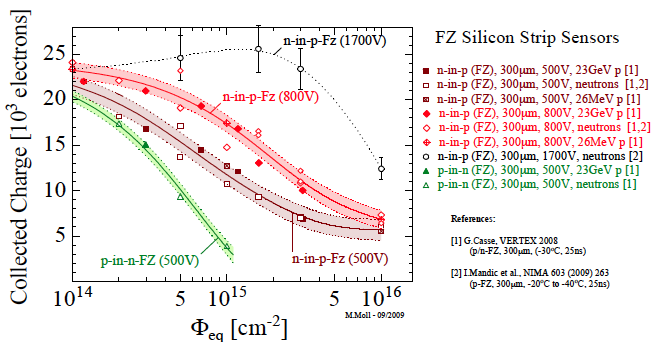 FZ Silicon Strip Sensors
n-in-p (FZ), 300μm, 500V, 23GeV p [1]
n-in-p (FZ), 300μm, 500V, neutrons [1,2]
n-in-p (FZ), 300μm, 500V, 26MeV p [1]
n-in-p (FZ), 300μm, 800V, 23GeV p [1]
n-in-p (FZ), 300μm, 800V, neutrons [1,2]
n-in-p (FZ), 300μm, 800V, 26MeV p [1]
n-in-p (FZ), 300μm, 1700V, neutrons [2]
p-in-n (FZ), 300μm, 500V, 23GeV p [1]
p-in-n (FZ), 300μm, 500V, neutrons [1]
References:
[1] G.Casse, VERTEX 2008
(p/n-FZ, 300μm, (-30°C, 25ns)
[2] I.Mandic et al., NIMA 603 (2009) 263
(p-FZ, 300μm, -20°C to -40°C, 25ns)
Collected Charge [10³ electrons]
25
20
15
10
5
n-in-p-Fz (1700V)
n-in-p-Fz (800V)
p-in-n-FZ (500V)
n-in-p-Fz (500V)
10¹⁴ 5 10¹⁵ 5 10¹⁶
Φeq [cm⁻²]
M.Moll - 09/2009